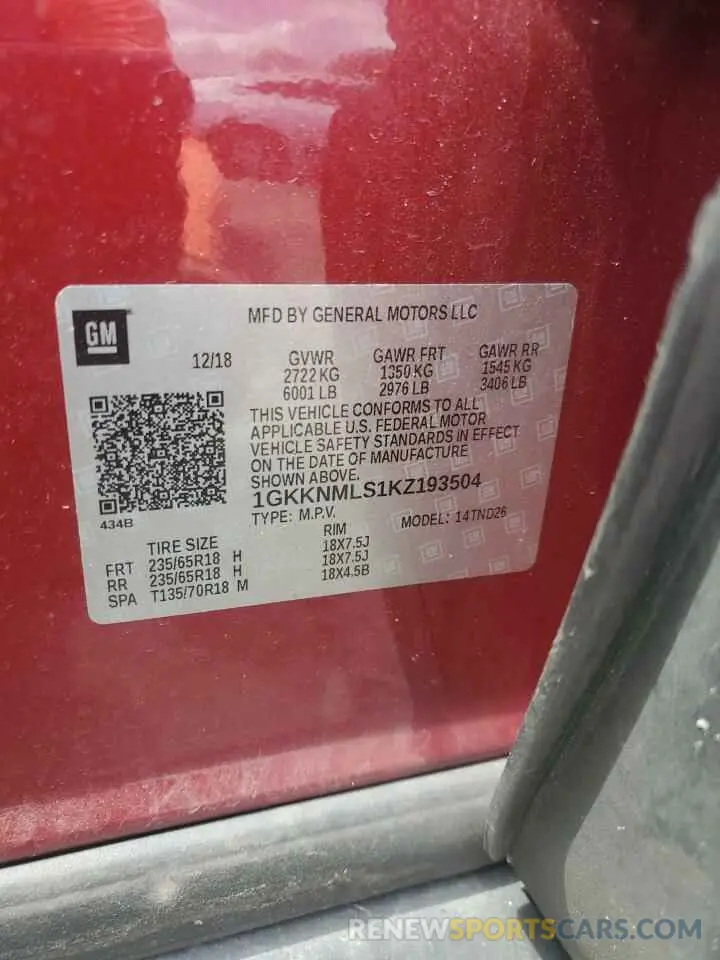 GM
MFD BY GENERAL MOTORS LLC
12/18 GVWR GAWR FRT GAWR RR
2722 KG 1350 KG 1545 KG
6001 LB 2976 LB 3406 LB
THIS VEHICLE CONFORMS TO ALL
APPLICABLE U.S. FEDERAL MOTOR
VEHICLE SAFETY STANDARDS IN EFFECT
ON THE DATE OF MANUFACTURE
SHOWN ABOVE.
434B
1GKKNMLS1KZ193504
TYPE: M.P.V. MODEL: 14TND26
TIRE SIZE RIM
FRT 235/65R18 H 18X7.5J
RR 235/65R18 H 18X7.5J
SPA T135/70R18 M 18X4.5B
RENEWSPORTSCARS.COM